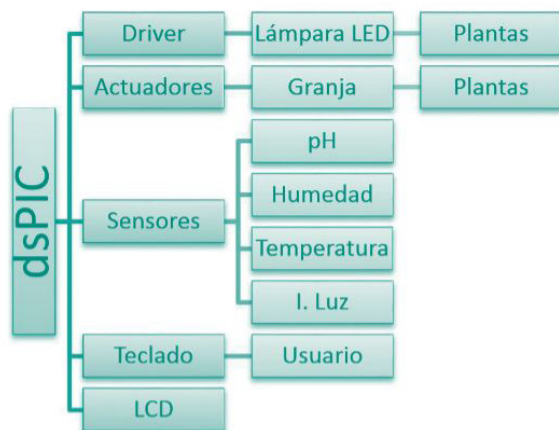 dsPIC
Driver
Lámpara LED
Plantas
Actuadores
Granja
Plantas
Sensores
pH
Humedad
Temperatura
I. Luz
Teclado
Usuario
LCD